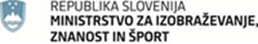 REPUBLIKA SLOVENIJA
MINISTRSTVO ZA IZOBRAŽEVANJE,
ZNANOST IN ŠPORT